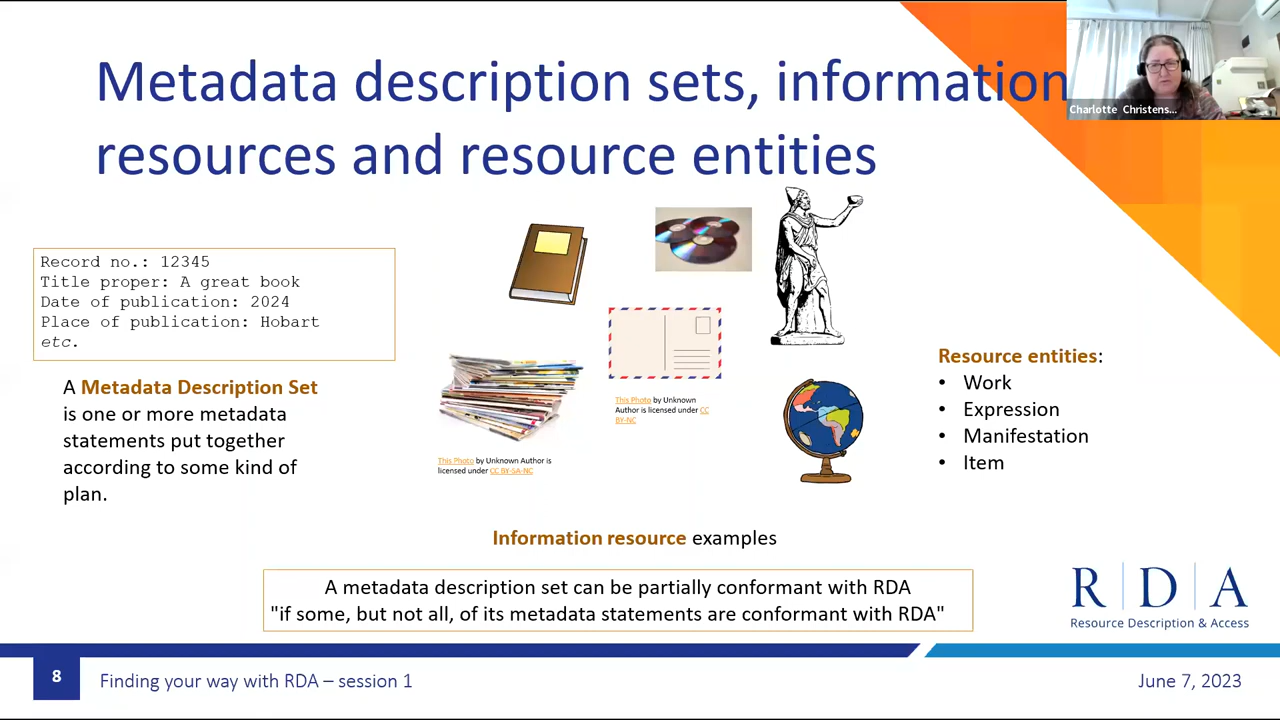 Metadata description sets, information
resources and resource entities
Charlotte Christens...
Record no.: 12345
Title proper: A great book
Date of publication: 2024
Place of publication: Hobart
etc.
A Metadata Description Set
is one or more metadata
statements put together
according to some kind of
plan.
This Photo by Unknown
Author is licensed under CC
BY-NC
This Photo by Unknown Author is
licensed under CC BY-SA-NC
Resource entities:
• Work
• Expression
• Manifestation
• Item
Information resource examples
A metadata description set can be partially conformant with RDA
"if some, but not all, of its metadata statements are conformant with RDA"
R | D | A
Resource Description & Access
8
Finding your way with RDA – session 1
June 7, 2023